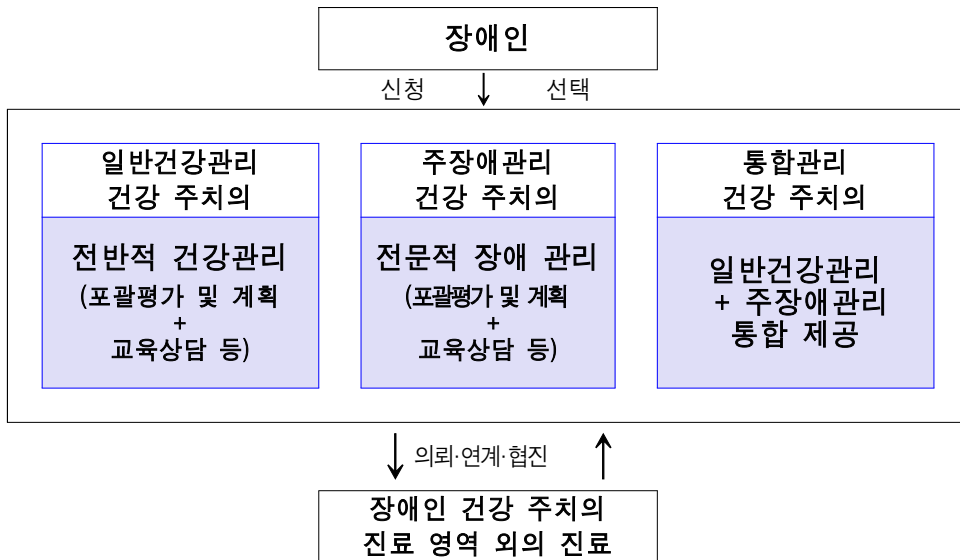 장애인
신청 선택
일반건강관리
건강 주치의
전반적 건강관리
(포괄평가 및 계획
+
교육상담 등)
주장애관리
건강 주치의
전문적 장애 관리
(포괄평가 및 계획
+
교육상담 등)
통합관리
건강 주치의
일반건강관리
+ 주장애관리
통합 제공
의뢰·연계·협진
장애인 건강 주치의
진료 영역 외의 진료